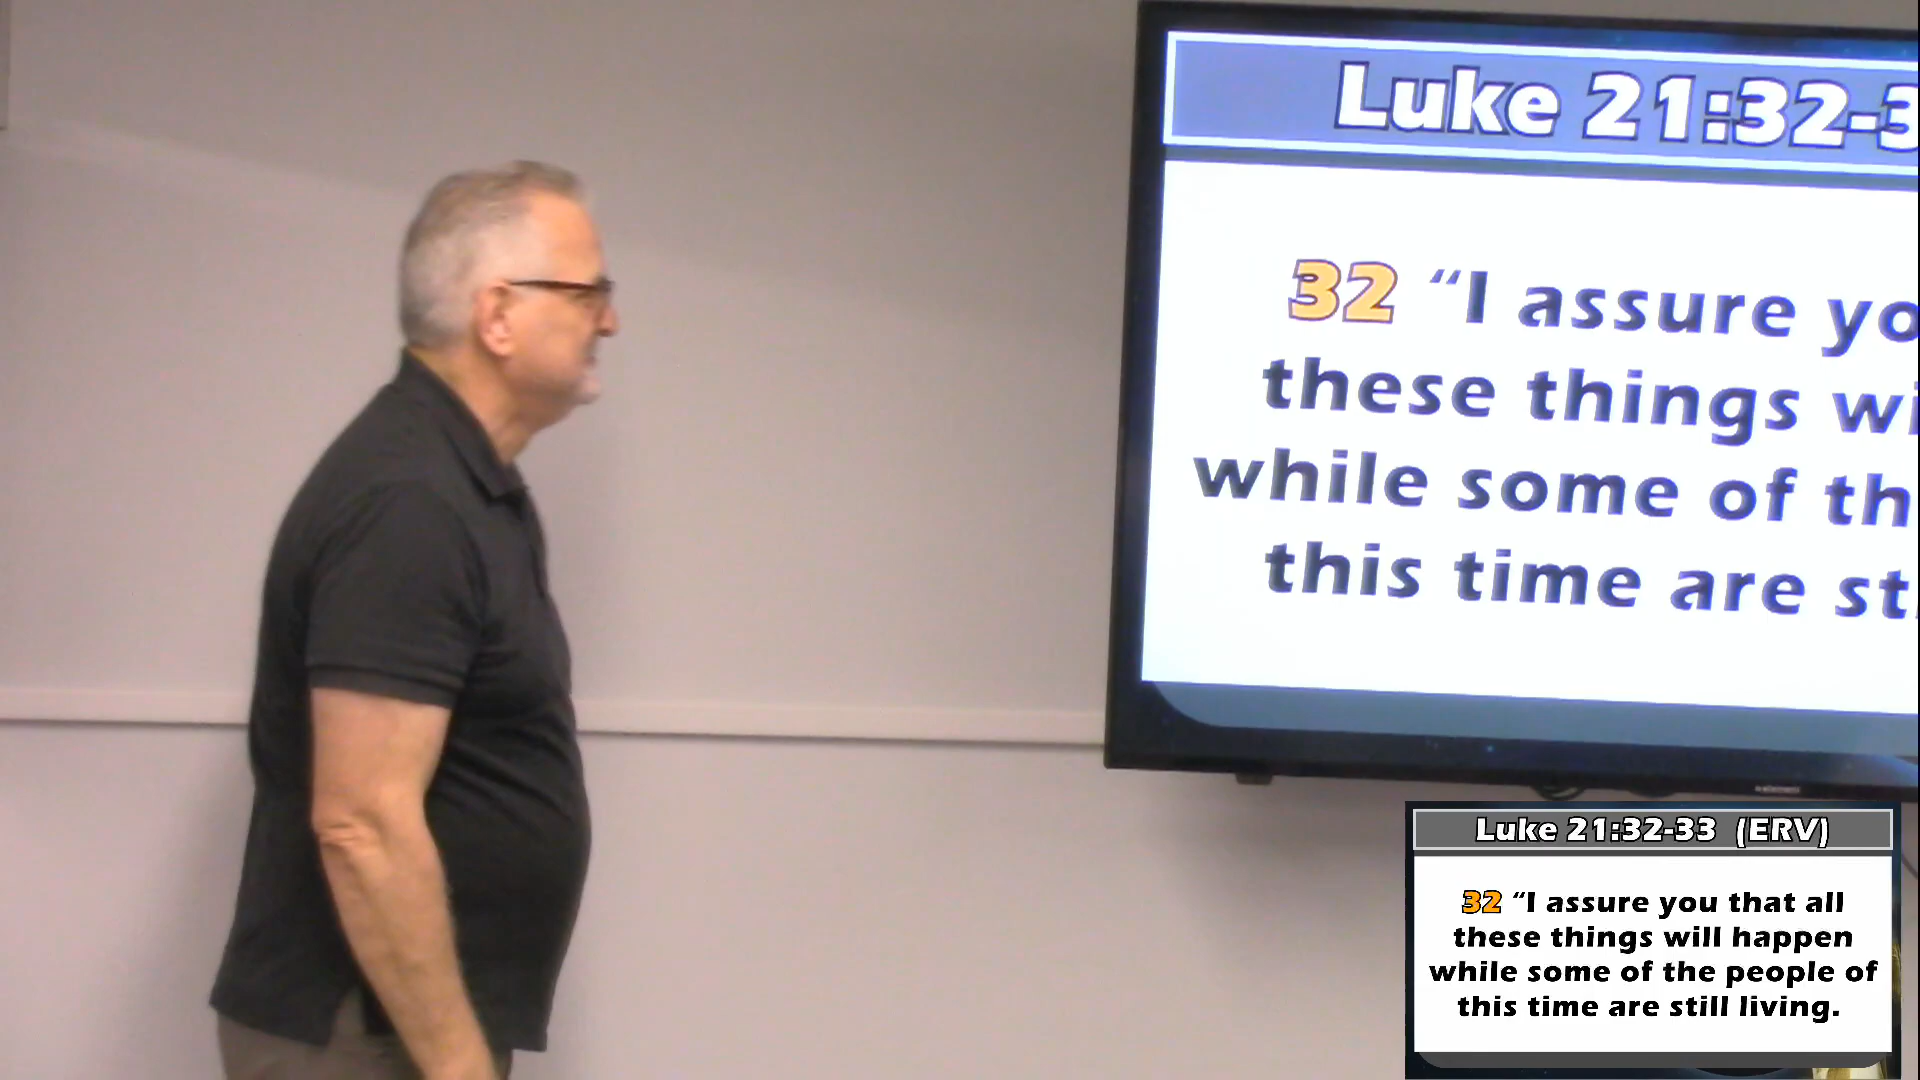 Luke 21:32-3
32 "I assure yo
these things wi
while some of th
this time are sti
Luke 21:32-33 (ERV)
32 "I assure you that all
these things will happen
while some of the people of
this time are still living.